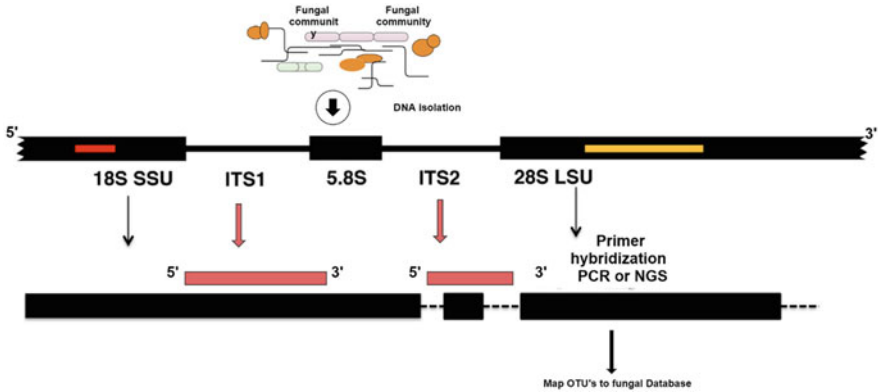 Fungal
communit
y
Fungal
community
DNA isolation
5'
3'
18S SSU
ITS1
5.8S
ITS2
28S LSU
Primer
hybridization
PCR or NGS
5'
3'
5'
3'
Map OTU's to fungal Database